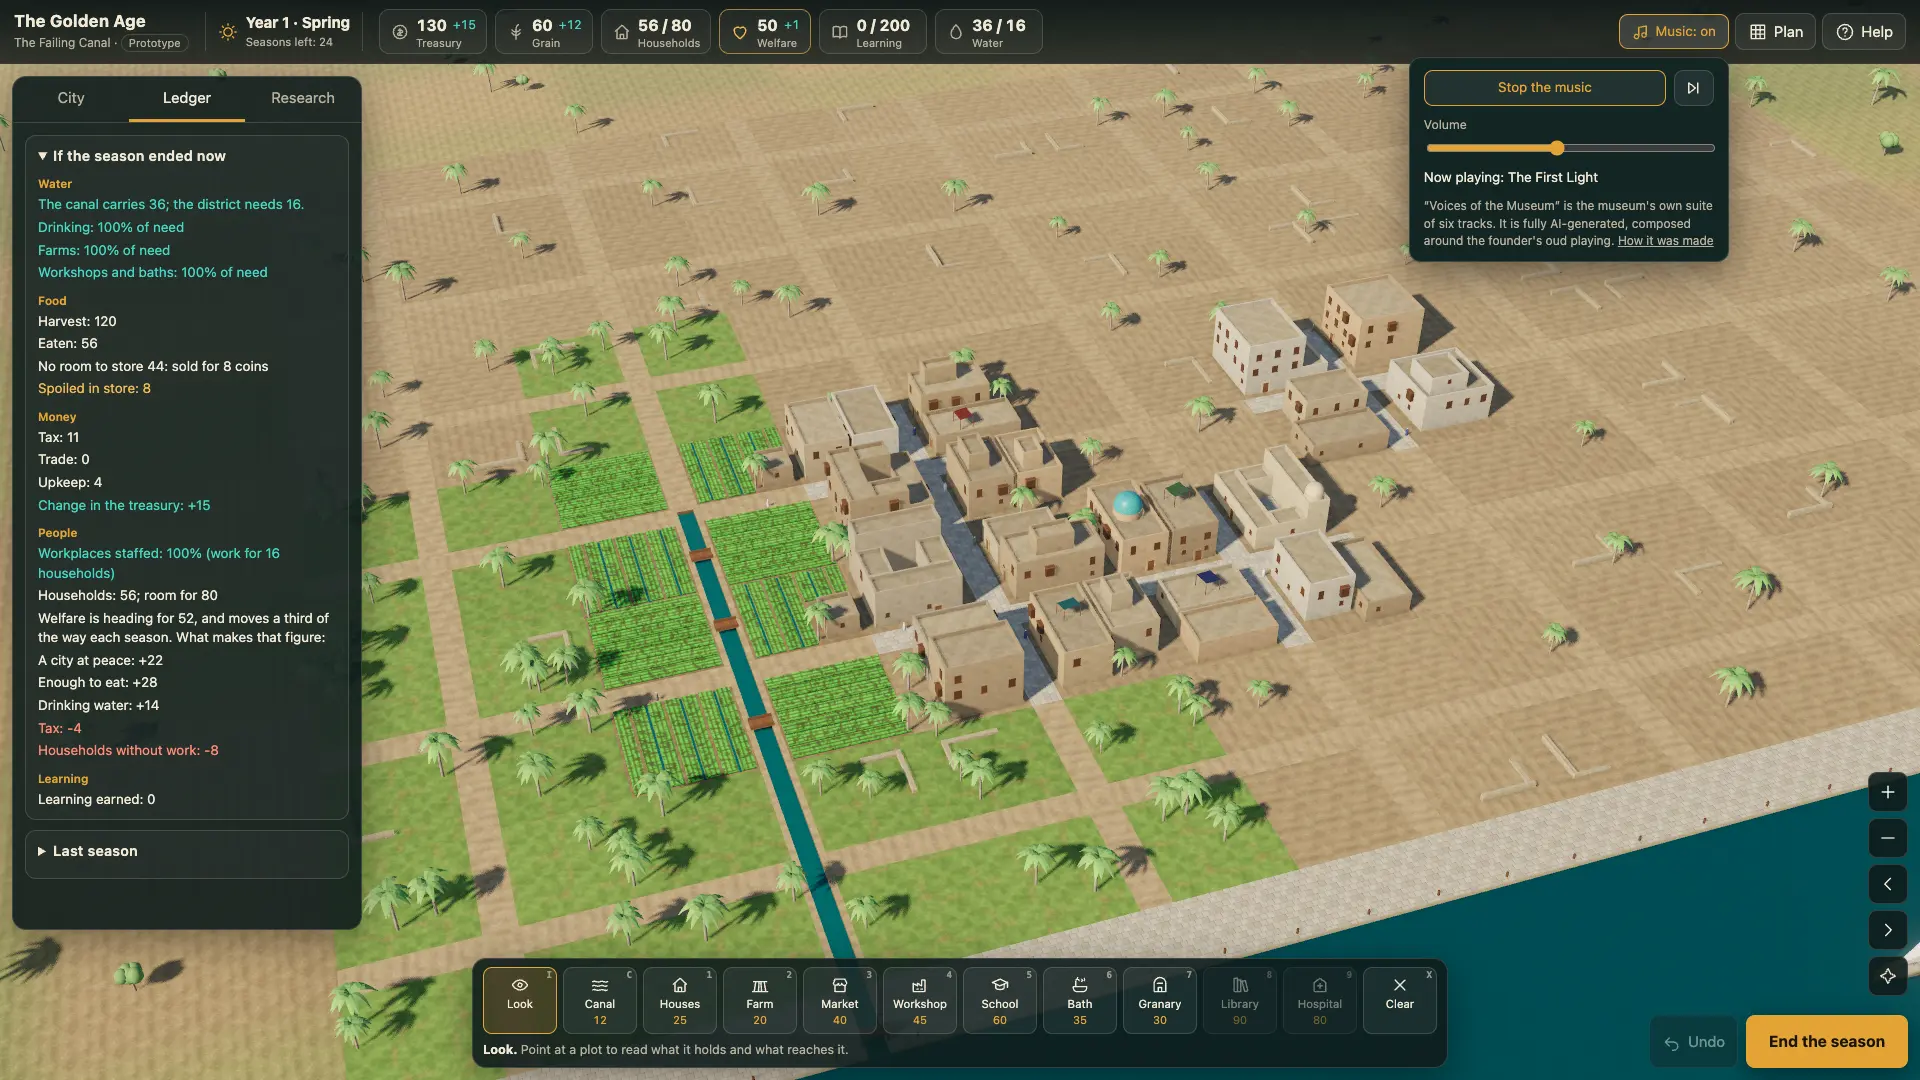 The Golden Age
The Failing Canal · Prototype
Year 1 · Spring
Seasons left: 24
130 +15
Treasury
60 +12
Grain
56 / 80
Households
50 +1
Welfare
0 / 200
Learning
36 / 16
Water
Music: on
Plan
Help
City
Ledger
Research
If the season ended now
Water
The canal carries 36; the district needs 16.
Drinking: 100% of need
Farms: 100% of need
Workshops and baths: 100% of need
Food
Harvest: 120
Eaten: 56
No room to store 44: sold for 8 coins
Spoiled in store: 8
Money
Tax: 11
Trade: 0
Upkeep: 4
Change in the treasury: +15
People
Workplaces staffed: 100% (work for 16
households)
Households: 56; room for 80
Welfare is heading for 52, and moves a third of
the way each season. What makes that figure:
A city at peace: +22
Enough to eat: +28
Drinking water: +14
Tax: -4
Households without work: -8
Learning
Learning earned: 0
Last season
Stop the music
Volume
Now playing: The First Light
“Voices of the Museum” is the museum's own suite
of six tracks. It is fully AI-generated, composed
around the founder's oud playing. How it was made
I
Look
C
Canal
12
1
Houses
25
2
Farm
20
3
Market
40
4
Workshop
45
5
School
60
6
Bath
35
7
Granary
30
8
Library
90
9
Hospital
80
X
Clear
Look. Point at a plot to read what it holds and what reaches it.
Undo
End the season